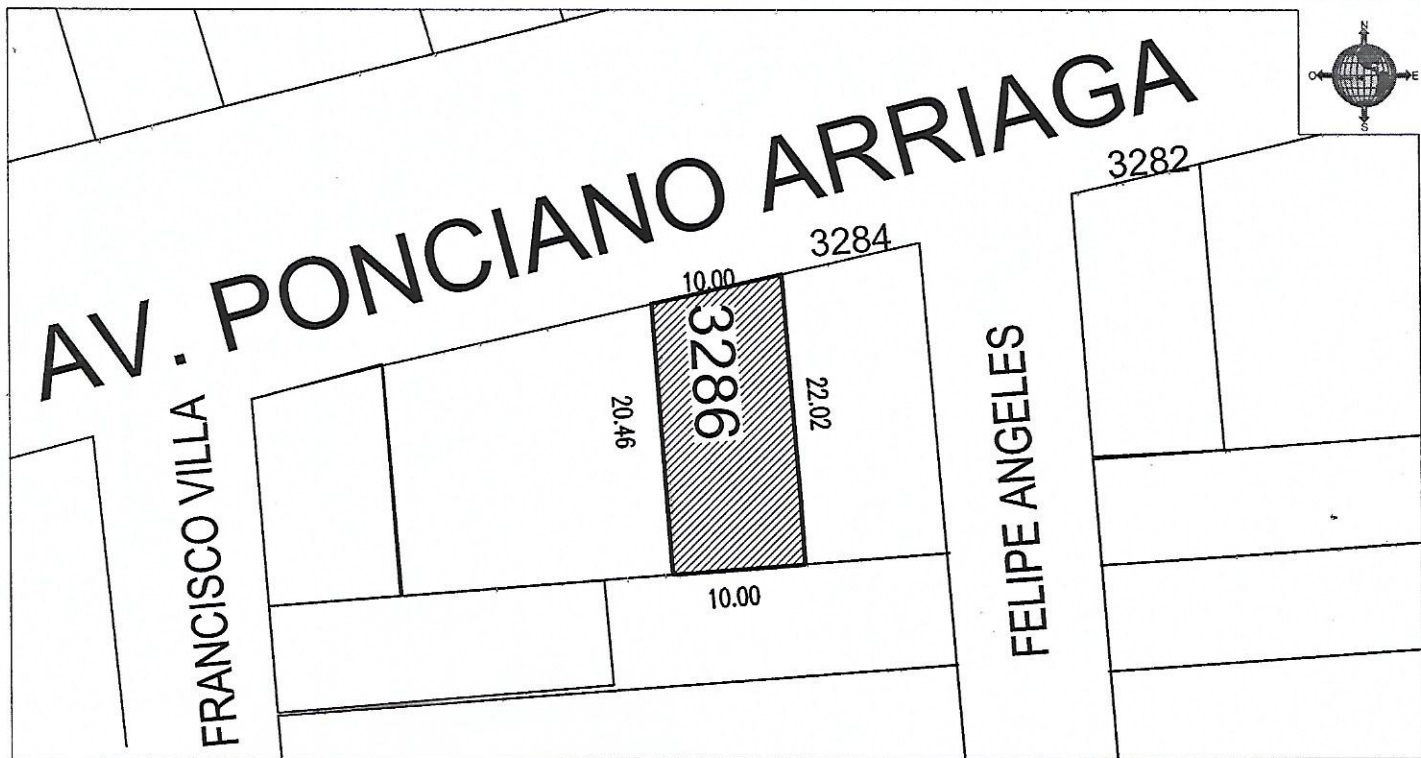 N
O
E
S
AV. PONCIANO ARRIAGA
3282
3284
10.00
3286
20.46
22.02
10.00
FRANCISCO VILLA
FELIPE ANGELES